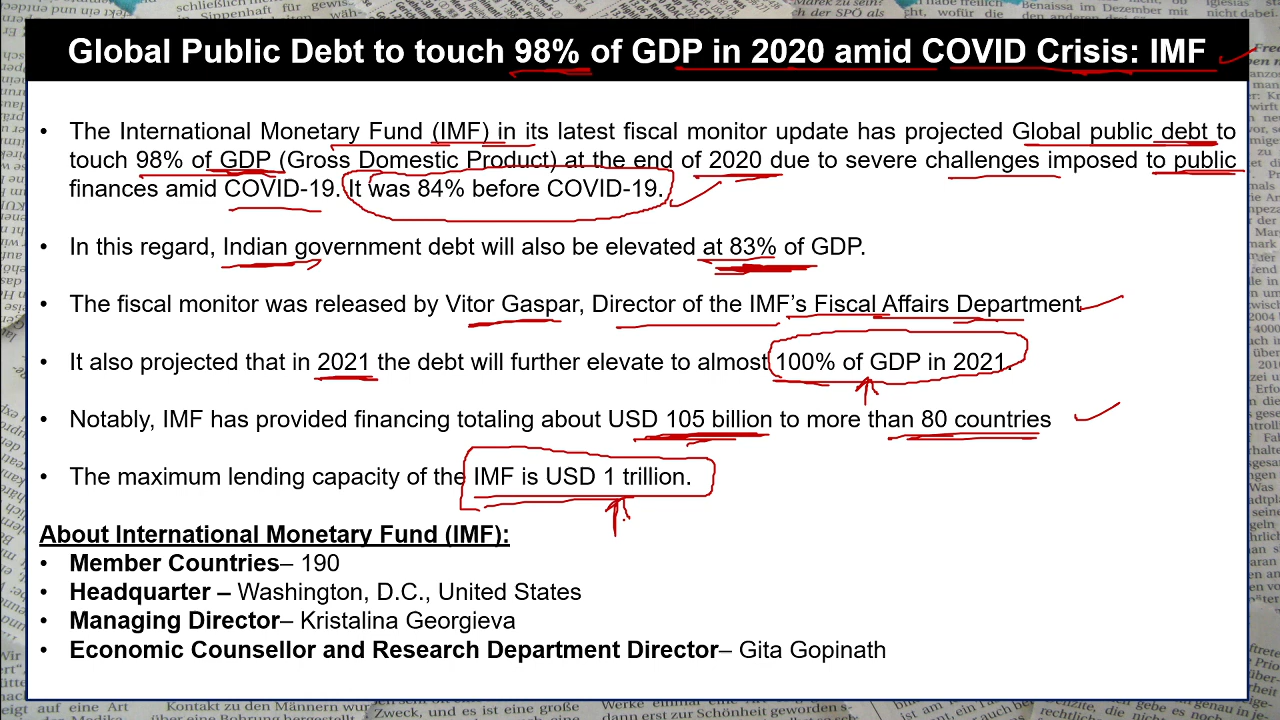 Global Public Debt to touch 98% of GDP in 2020 amid COVID Crisis: IMF
• The International Monetary Fund (IMF) in its latest fiscal monitor update has projected Global public debt to
touch 98% of GDP (Gross Domestic Product) at the end of 2020 due to severe challenges imposed to public
finances amid COVID-19. It was 84% before COVID-19.
• In this regard, Indian government debt will also be elevated at 83% of GDP.
• The fiscal monitor was released by Vitor Gaspar, Director of the IMF's Fiscal Affairs Department
• It also projected that in 2021 the debt will further elevate to almost 100% of GDP in 2021.
• Notably, IMF has provided financing totaling about USD 105 billion to more than 80 countries
• The maximum lending capacity of the IMF is USD 1 trillion.
About International Monetary Fund (IMF):
• Member Countries– 190
• Headquarter – Washington, D.C., United States
• Managing Director– Kristalina Georgieva
• Economic Counsellor and Research Department Director– Gita Gopinath